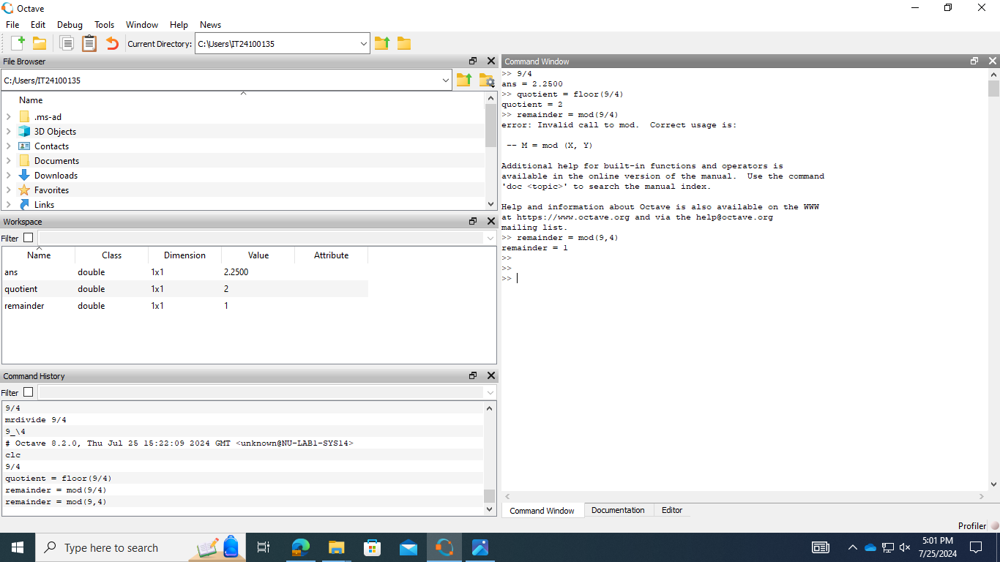 Octave
File Edit Debug Tools Window Help News
Current Directory: C:\Users\IT24100135
File Browser
C:/Users/IT24100135
Name
.ms-ad
3D Objects
Contacts
Documents
Downloads
Favorites
Links
Workspace
Filter
Name Class Dimension Value Attribute
ans double 1x1 2.2500
quotient double 1x1 2
remainder double 1x1 1
Command History
Filter
9/4
mrdivide 9/4
9_\4
# Octave 8.2.0, Thu Jul 25 15:22:09 2024 GMT <unknown@NU-LAB1-SYS14>
clc
9/4
quotient = floor(9/4)
remainder = mod(9/4)
remainder = mod(9,4)
Command Window
>> 9/4
ans = 2.2500
>> quotient = floor(9/4)
quotient = 2
>> remainder = mod(9/4)
error: Invalid call to mod.  Correct usage is:
-- M = mod (X, Y)
Additional help for built-in functions and operators is
available in the online version of the manual.  Use the command
'doc <topic>' to search the manual index.
Help and information about Octave is also available on the WWW
at https://www.octave.org and via the help@octave.org
mailing list.
>> remainder = mod(9,4)
remainder = 1
>>
>>
>>
Command Window Documentation Editor
Profiler
Type here to search
5:01 PM
7/25/2024